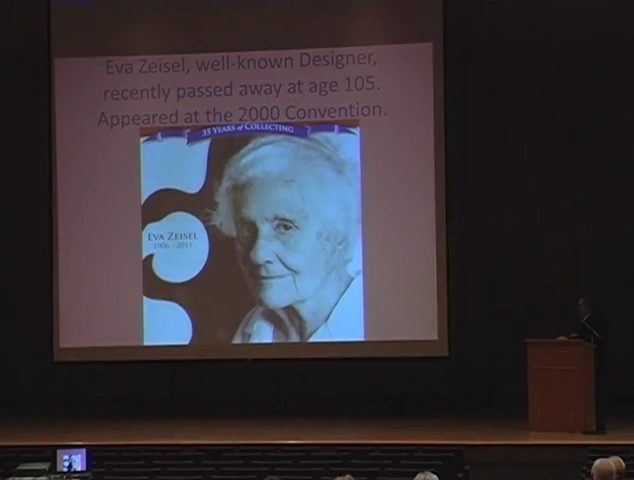 Eva Zeisel, well-known Designer,
recently passed away at age 105.
Appeared at the 2000 Convention.
35 YEARS of COLLECTING
EVA ZEISEL
1906 - 2011